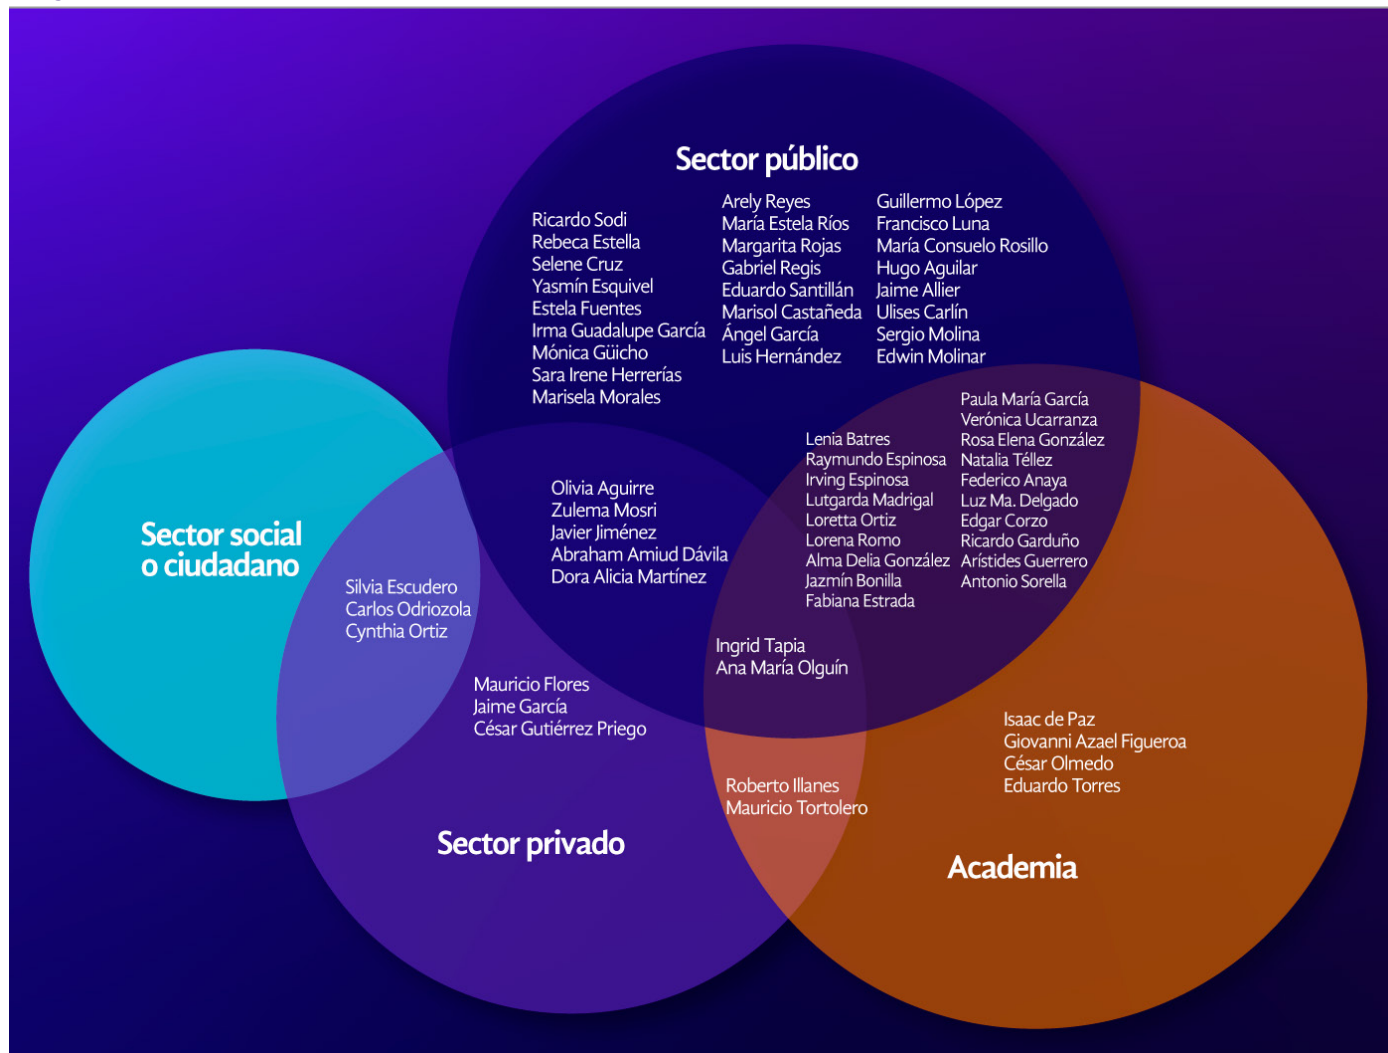 Sector público
Ricardo Sodi
Rebeca Estella
Selene Cruz
Yasmín Esquivel
Estela Fuentes
Irma Guadalupe García
Mónica Güicho
Sara Irene Herrerías
Marisela Morales
Arely Reyes
María Estela Ríos
Margarita Rojas
Gabriel Regis
Eduardo Santillán
Marisol Castañeda
Ángel García
Luis Hernández
Guillermo López
Francisco Luna
María Consuelo Rosillo
Hugo Aguilar
Jaime Allier
Ulises Carlín
Sergio Molina
Edwin Molinar
Lenia Batres
Raymundo Espinosa
Irving Espinosa
Lutgarda Madrigal
Loretta Ortiz
Lorena Romo
Alma Delia González
Jazmín Bonilla
Fabiana Estrada
Paula María García
Verónica Ucarranza
Rosa Elena González
Natalia Téllez
Federico Anaya
Luz Ma. Delgado
Edgar Corzo
Ricardo Garduño
Arístides Guerrero
Antonio Sorella
Olivia Aguirre
Zulema Mosri
Javier Jiménez
Abraham Amiud Dávila
Dora Alicia Martínez
Sector social
o ciudadano
Silvia Escudero
Carlos Odriozola
Cynthia Ortiz
Ingrid Tapia
Ana María Olguín
Mauricio Flores
Jaime García
César Gutiérrez Priego
Isaac de Paz
Giovanni Azael Figueroa
César Olmedo
Eduardo Torres
Roberto Illanes
Mauricio Tortolero
Sector privado
Academia